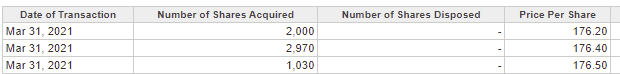 Date of Transaction Number of Shares Acquired Number of Shares Disposed Price Per Share
Mar 31, 2021 2,000 - 176.20
Mar 31, 2021 2,970 - 176.40
Mar 31, 2021 1,030 - 176.50